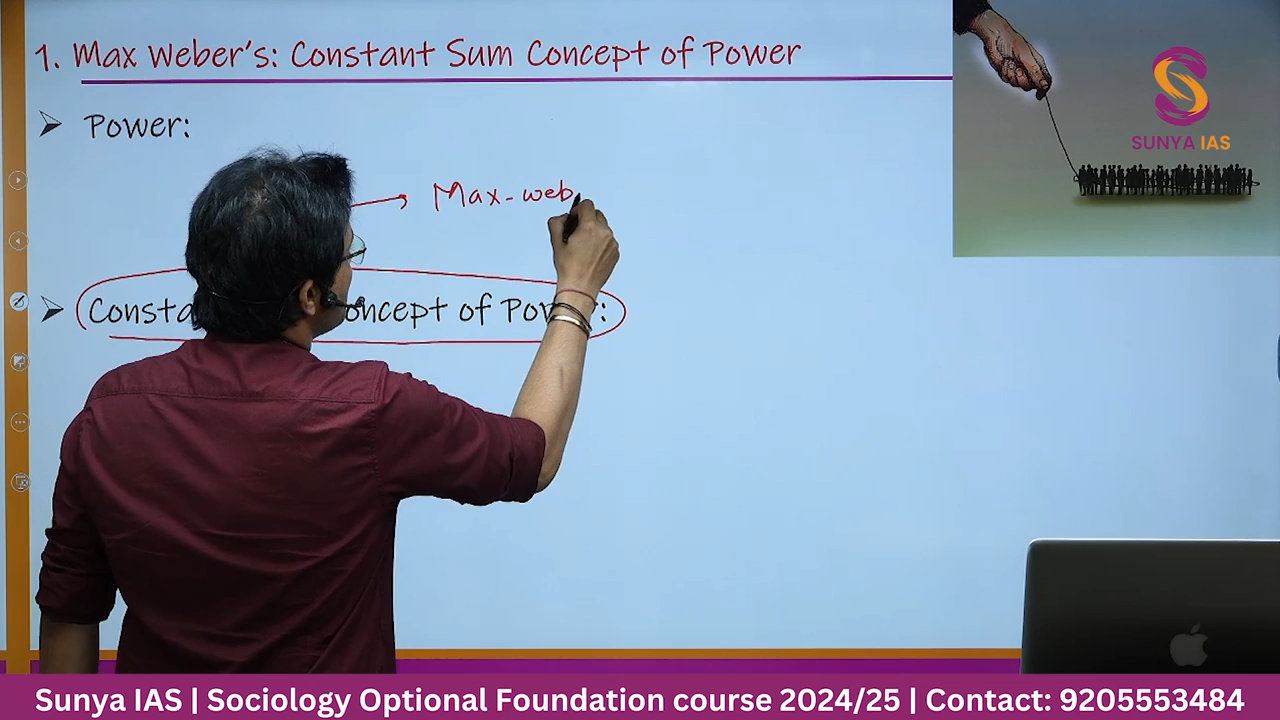 1. Max Weber's: Constant Sum Concept of Power
SUNYA IAS
➢ Power:
Max-web
➢ Consta oncept of Po :
Sunya IAS | Sociology Optional Foundation course 2024/25 | Contact: 9205553484